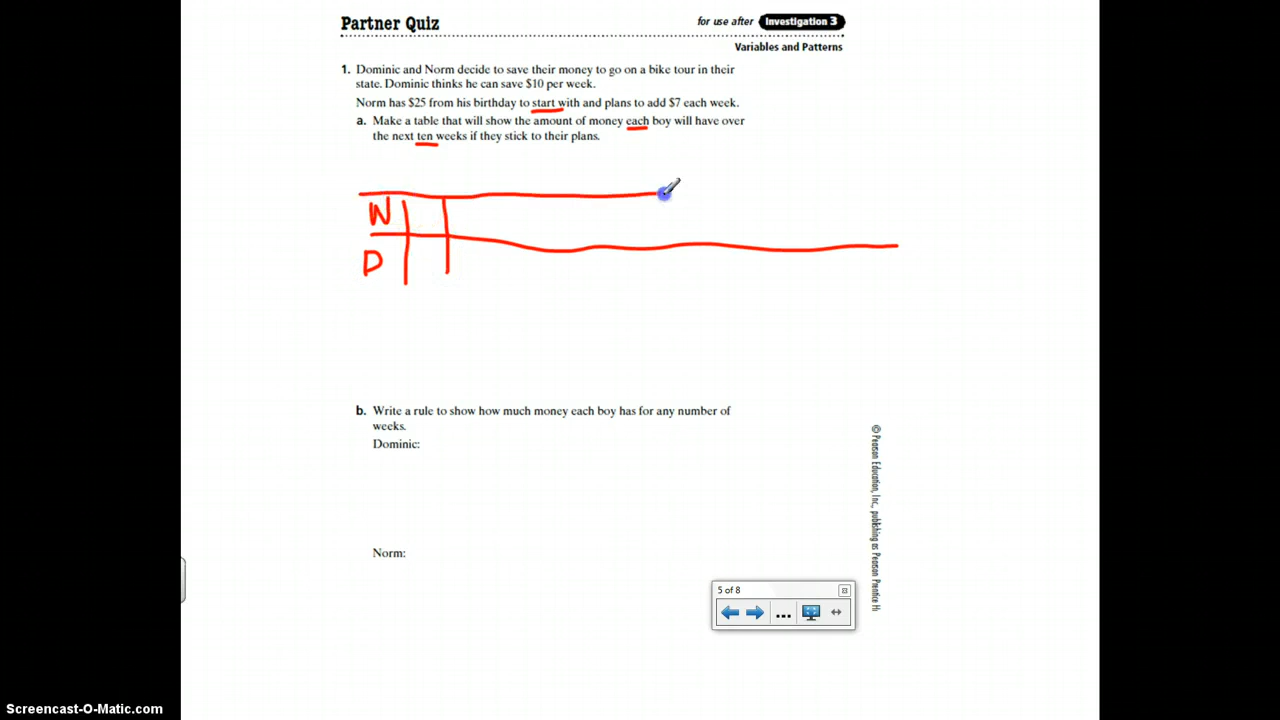 Partner Quiz
for use after Investigation 3
Variables and Patterns
1. Dominic and Norm decide to save their money to go on a bike tour in their
state. Dominic thinks he can save $10 per week.
Norm has $25 from his birthday to start with and plans to add $7 each week.
a. Make a table that will show the amount of money each boy will have over
the next ten weeks if they stick to their plans.
W
D
b. Write a rule to show how much money each boy has for any number of
weeks.
Dominic:
Norm:
© Pearson Education, Inc., publishing as Pearson Prentice H
5 of 8
Screencast-O-Matic.com